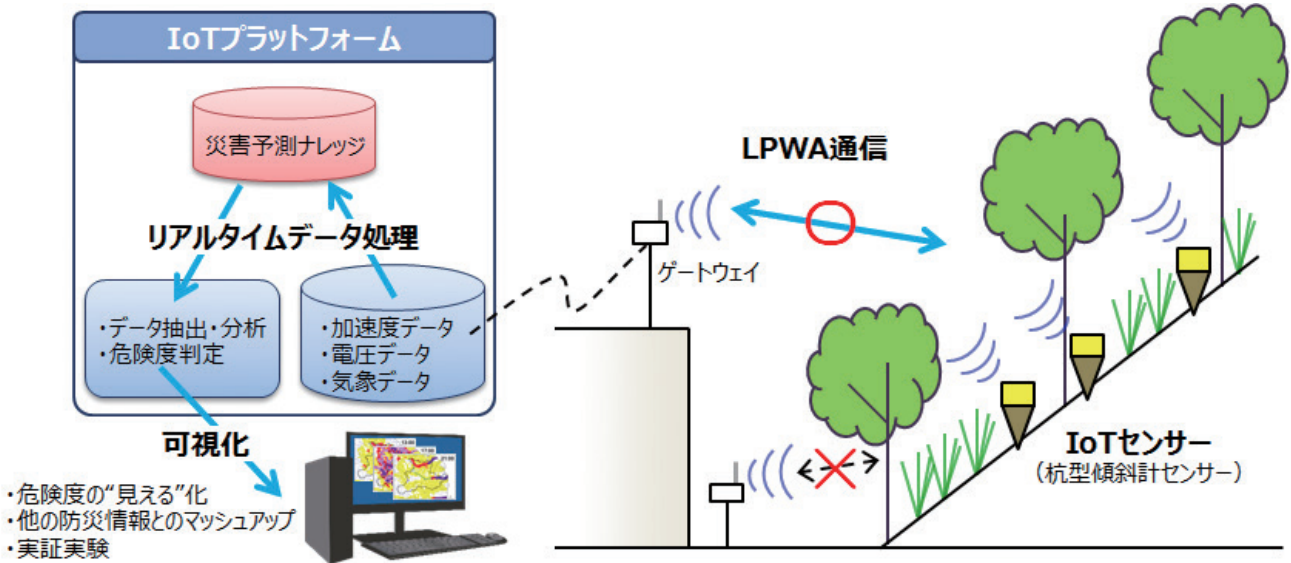 IoTプラットフォーム
災害予測ナレッジ
リアルタイムデータ処理
・データ抽出・分析
・危険度判定
・加速度データ
・電圧データ
・気象データ
可視化
・危険度の“見える”化
・他の防災情報とのマッシュアップ
・実証実験
LPWA通信
ゲートウェイ
IoTセンサー
（杭型傾斜計センサー）